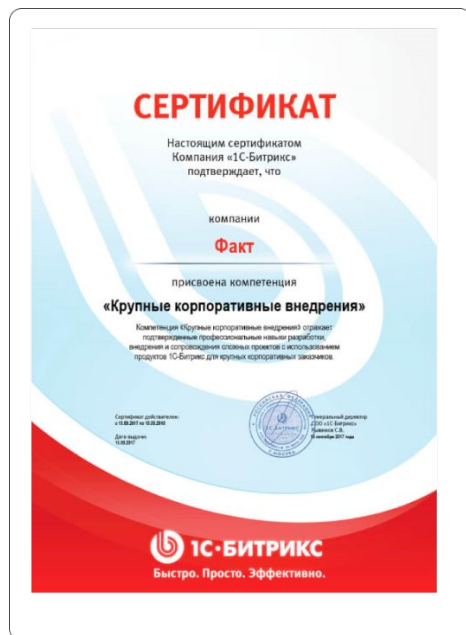 СЕРТИФИКАТ
Настоящим сертификатом
Компания «1С-Битрикс»
подтверждает, что
компании
Факт
присвоена компетенция
«Крупные корпоративные внедрения»
Компетенция «Крупные корпоративные внедрения» отражает
подтвержденные профессиональные навыки разработки,
внедрения и сопровождения сложных проектов с использованием
продуктов 1С-Битрикс для крупных корпоративных заказчиков.
Сертификат действителен:
Дата выдачи:
Генеральный директор
ООО «1С-Битрикс»
1С-БИТРИКС
1С·БИТРИКС
Быстро. Просто. Эффективно.